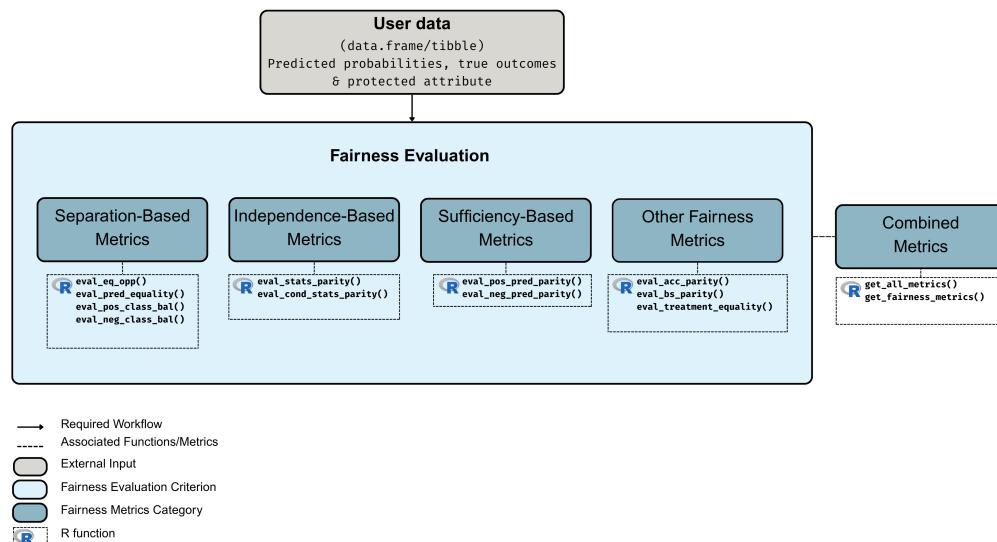 User data
(data.frame/tibble)
Predicted probabilities, true outcomes
& protected attribute
Fairness Evaluation
Separation-Based
Metrics
R
eval_eq_opp()
eval_pred_equality()
eval_pos_class_bal()
eval_neg_class_bal()
Independence-Based
Metrics
R
eval_stats_parity()
eval_cond_stats_parity()
Sufficiency-Based
Metrics
R
eval_pos_pred_parity()
eval_neg_pred_parity()
Other Fairness
Metrics
R
eval_acc_parity()
eval_bs_parity()
eval_treatment_equality()
Combined
Metrics
R
get_all_metrics()
get_fairness_metrics()
Required Workflow
Associated Functions/Metrics
External Input
Fairness Evaluation Criterion
Fairness Metrics Category
R
R function